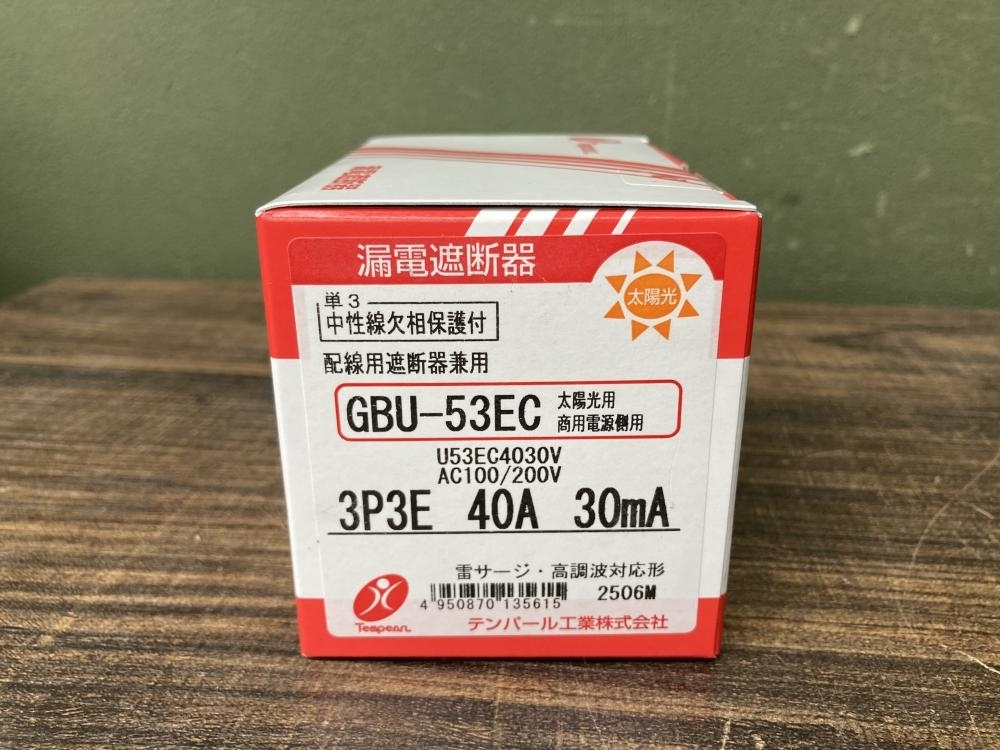 漏電遮断器
太陽光
単3
中性線欠相保護付
配線用遮断器兼用
GBU-53EC
太陽光用
商用電源側用
U53EC4030V
AC100/200V
3P3E 40A 30mA
雷サージ・高調波対応形
4 950870 135615
2506M
Tempearl
テンパール工業株式会社